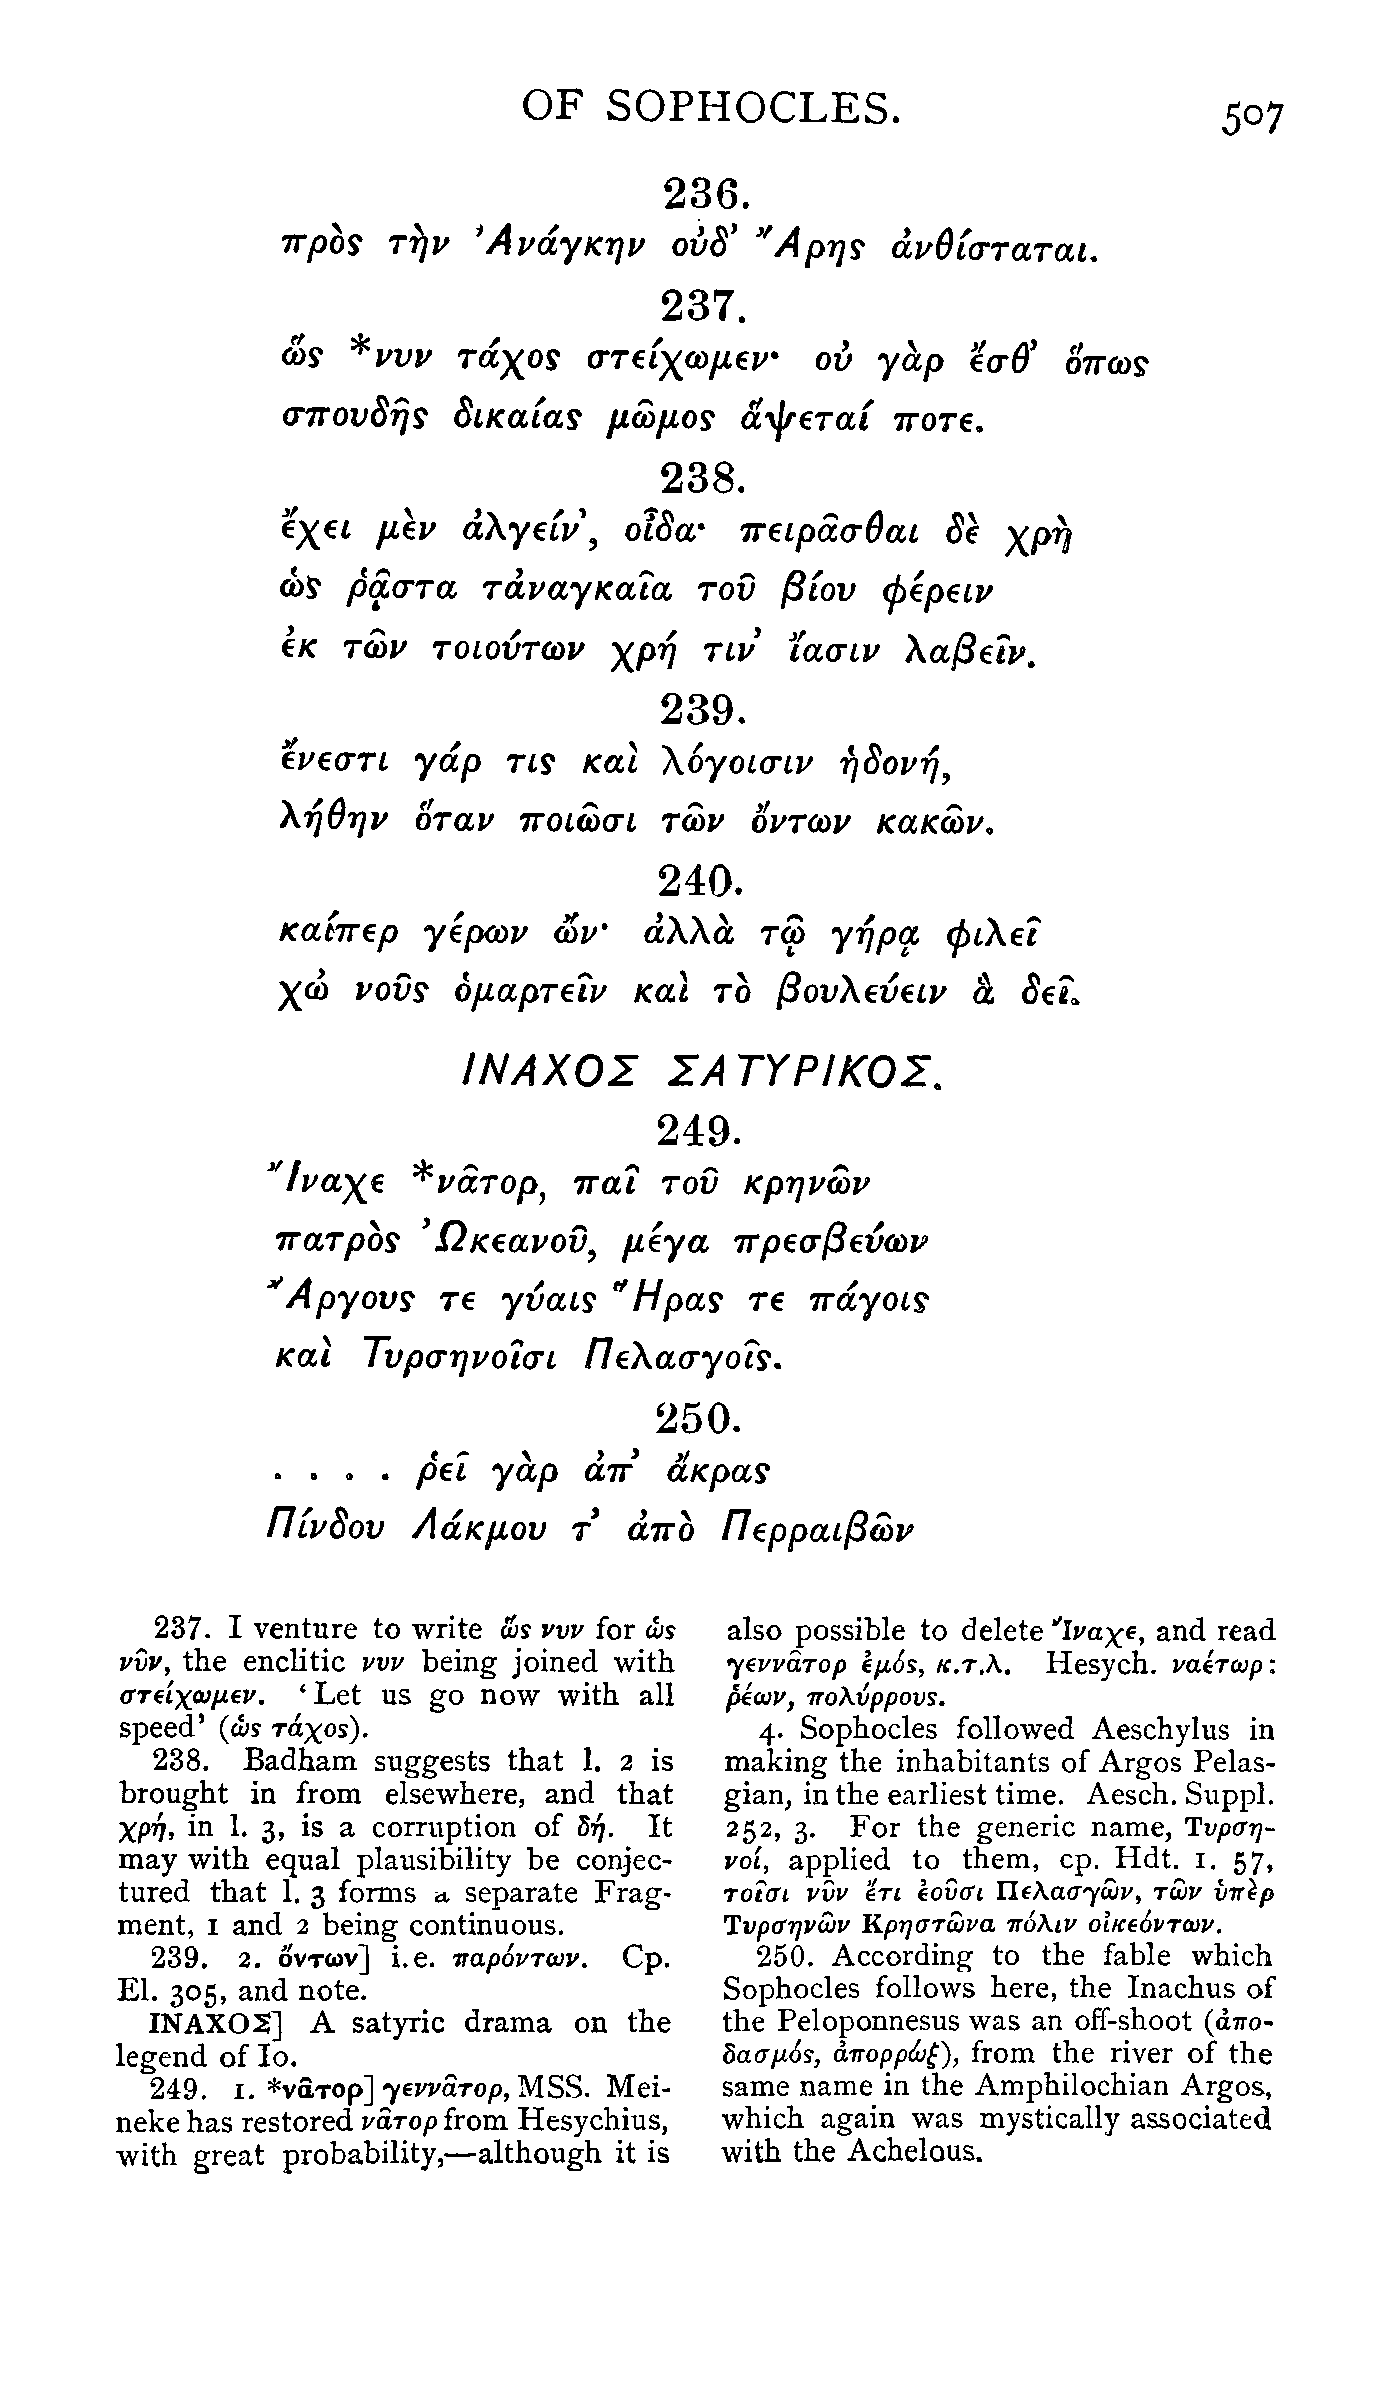 OF SOPHOCLES. 507
236.
πρὸς τὴν Ἀνάγκην οὐδ’ Ἄρης ἀνθίσταται.
237.
ὥς *νυν τάχος στείχωμεν· οὐ γὰρ ἔσθ’ ὅπως
σπουδῆς δικαίας μῶμος ἅψεταί ποτε.
238.
ἔχει μὲν ἀλγείν’, οἶδα· πειρᾶσθαι δὲ χρὴ
ὡς ῥᾷστα τἀναγκαῖα τοῦ βίου φέρειν
ἐκ τῶν τοιούτων χρή τιν’ ἴασιν λαβεῖν.
239.
ἔνεστι γάρ τις καὶ λόγοισιν ἡδονή,
λήθην ὅταν ποιῶσι τῶν ὄντων κακῶν.
240.
καίπερ γέρων ὤν· ἀλλὰ τῷ γήρᾳ φιλεῖ
χὠ νοῦς ὁμαρτεῖν καὶ τὸ βουλεύειν ἃ δεῖ.
ΙΝΑΧΟΣ ΣΑΤΥΡΙΚΟΣ.
249.
Ἴναχε *νᾶτορ, παῖ τοῦ κρηνῶν
πατρὸς Ὠκεανοῦ, μέγα πρεσβεύων
Ἄργους τε γύαις Ἥρας τε πάγοις
καὶ Τυρσηνοῖσι Πελασγοῖς.
250.
. . . . ῥεῖ γὰρ ἀπ’ ἄκρας
Πίνδου Λάκμου τ’ ἀπὸ Περραιβῶν
237. I venture to write ὥς νυν for ὡς
νῦν, the enclitic νυν being joined with
στείχωμεν. ‘Let us go now with all
speed’ (ὡς τάχος).
238. Badham suggests that l. 2 is
brought in from elsewhere, and that
χρή, in l. 3, is a corruption of δή. It
may with equal plausibility be conjec-
tured that l. 3 forms a separate Frag-
ment, 1 and 2 being continuous.
239. 2. ὄντων] i.e. παρόντων. Cp.
El. 305, and note.
ΙΝΑΧΟΣ] A satyric drama on the
legend of Io.
249. 1. *νᾶτορ] γεννᾶτορ, MSS. Mei-
neke has restored νᾶτορ from Hesychius,
with great probability,—although it is
also possible to delete Ἴναχε, and read
γεννᾶτορ ἐμός, κ.τ.λ. Hesych. ναέτωρ:
ῥέων, πολύρρους.
4. Sophocles followed Aeschylus in
making the inhabitants of Argos Pelas-
gian, in the earliest time. Aesch. Suppl.
252, 3. For the generic name, Τυρση-
νοί, applied to them, cp. Hdt. 1. 57,
τοῖσι νῦν ἔτι ἐοῦσι Πελασγῶν, τῶν ὑπὲρ
Τυρσηνῶν Κρηστῶνα πόλιν οἰκεόντων.
250. According to the fable which
Sophocles follows here, the Inachus of
the Peloponnesus was an off-shoot (ἀπο-
δασμός, ἀπορρώξ), from the river of the
same name in the Amphilochian Argos,
which again was mystically associated
with the Achelous.